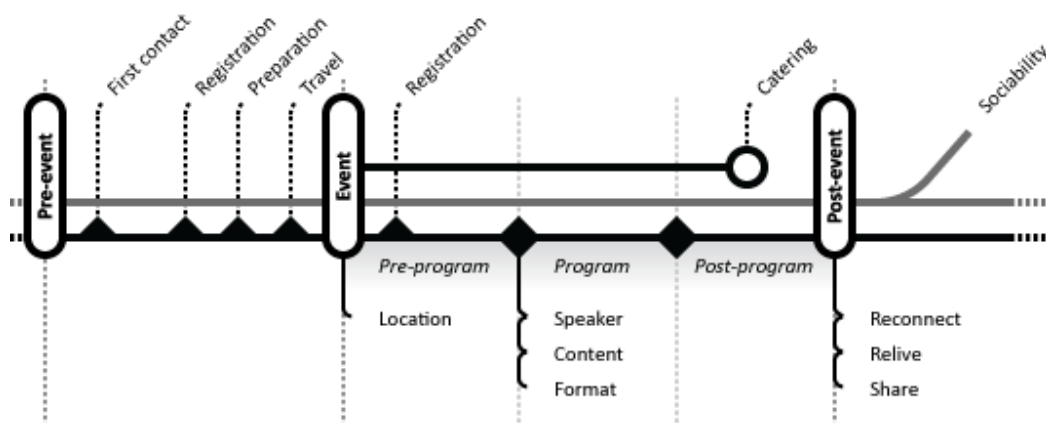 First contact
Registration
Preparation
Travel
Registration
Catering
Sociability
Pre-event
Event
Post-event
Pre-program
Program
Post-program
Location
Speaker
Content
Format
Reconnect
Relive
Share